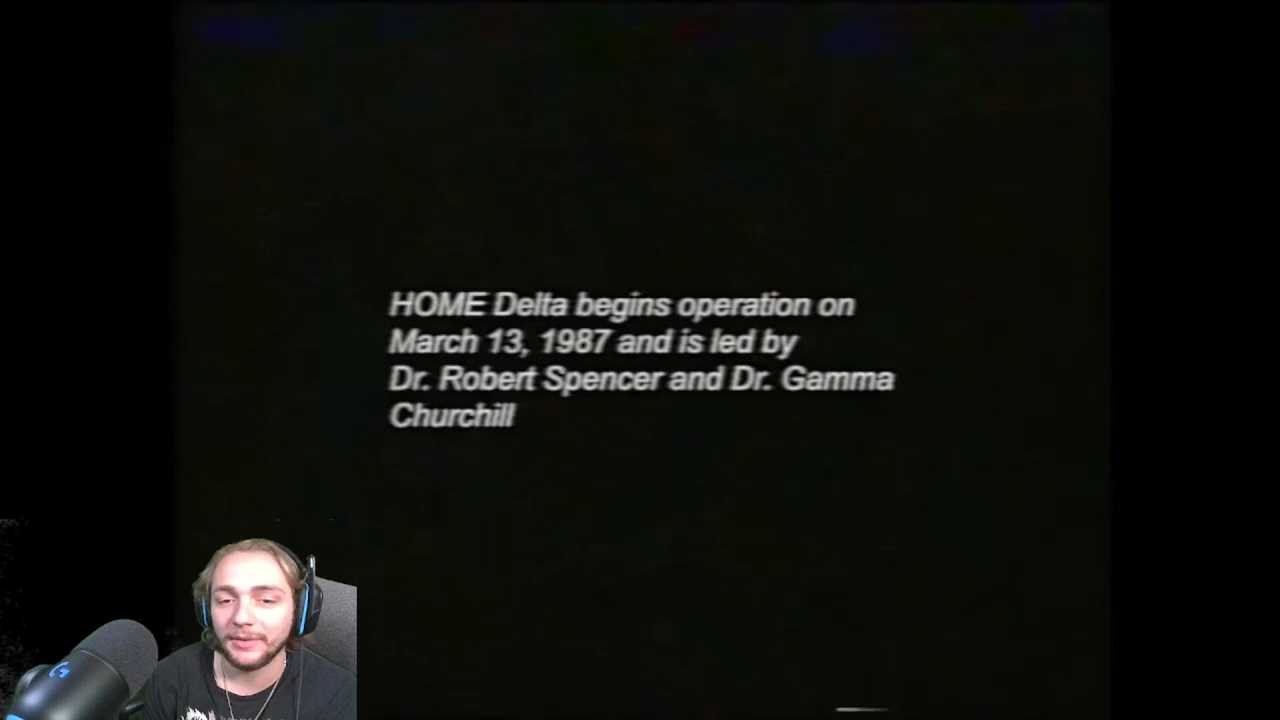 HOME Delta begins operation on
March 13, 1987 and is led by
Dr. Robert Spencer and Dr. Gamma
Churchill